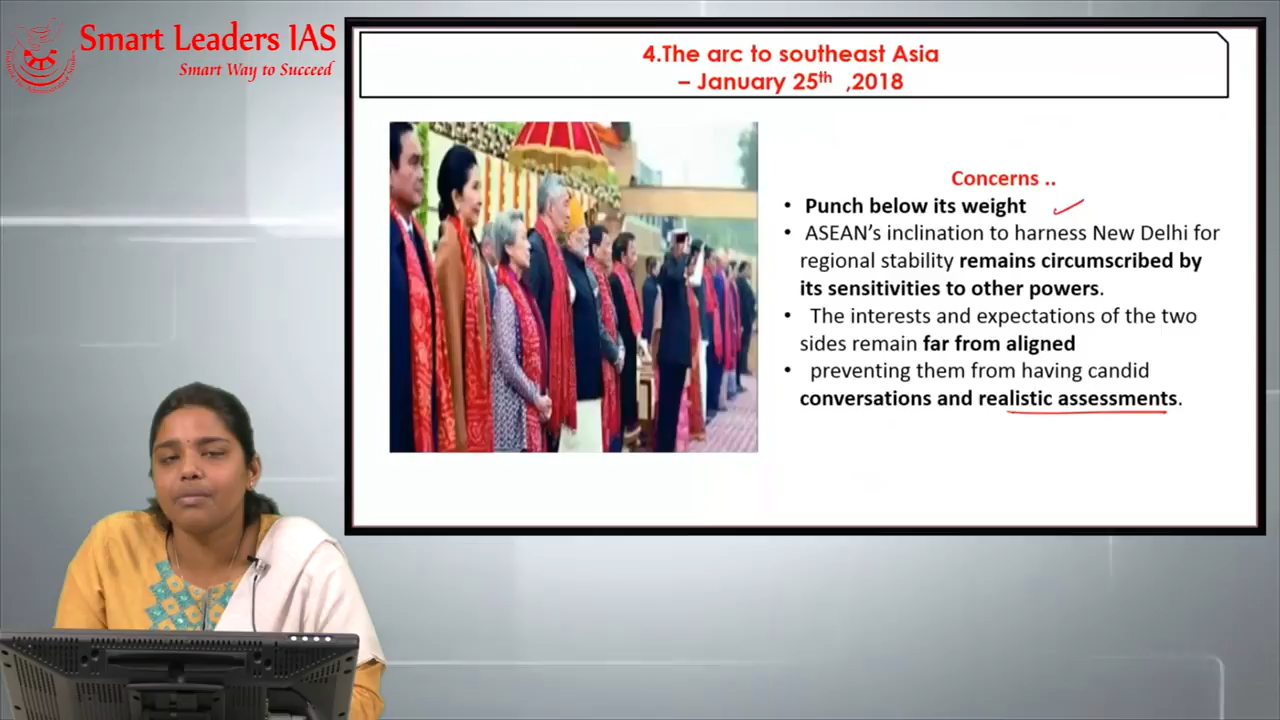 Smart Leaders IAS
Smart Way to Succeed
4.The arc to southeast Asia
– January 25th ,2018
Concerns ..
• Punch below its weight
• ASEAN’s inclination to harness New Delhi for
regional stability remains circumscribed by
its sensitivities to other powers.
• The interests and expectations of the two
sides remain far from aligned
• preventing them from having candid
conversations and realistic assessments.